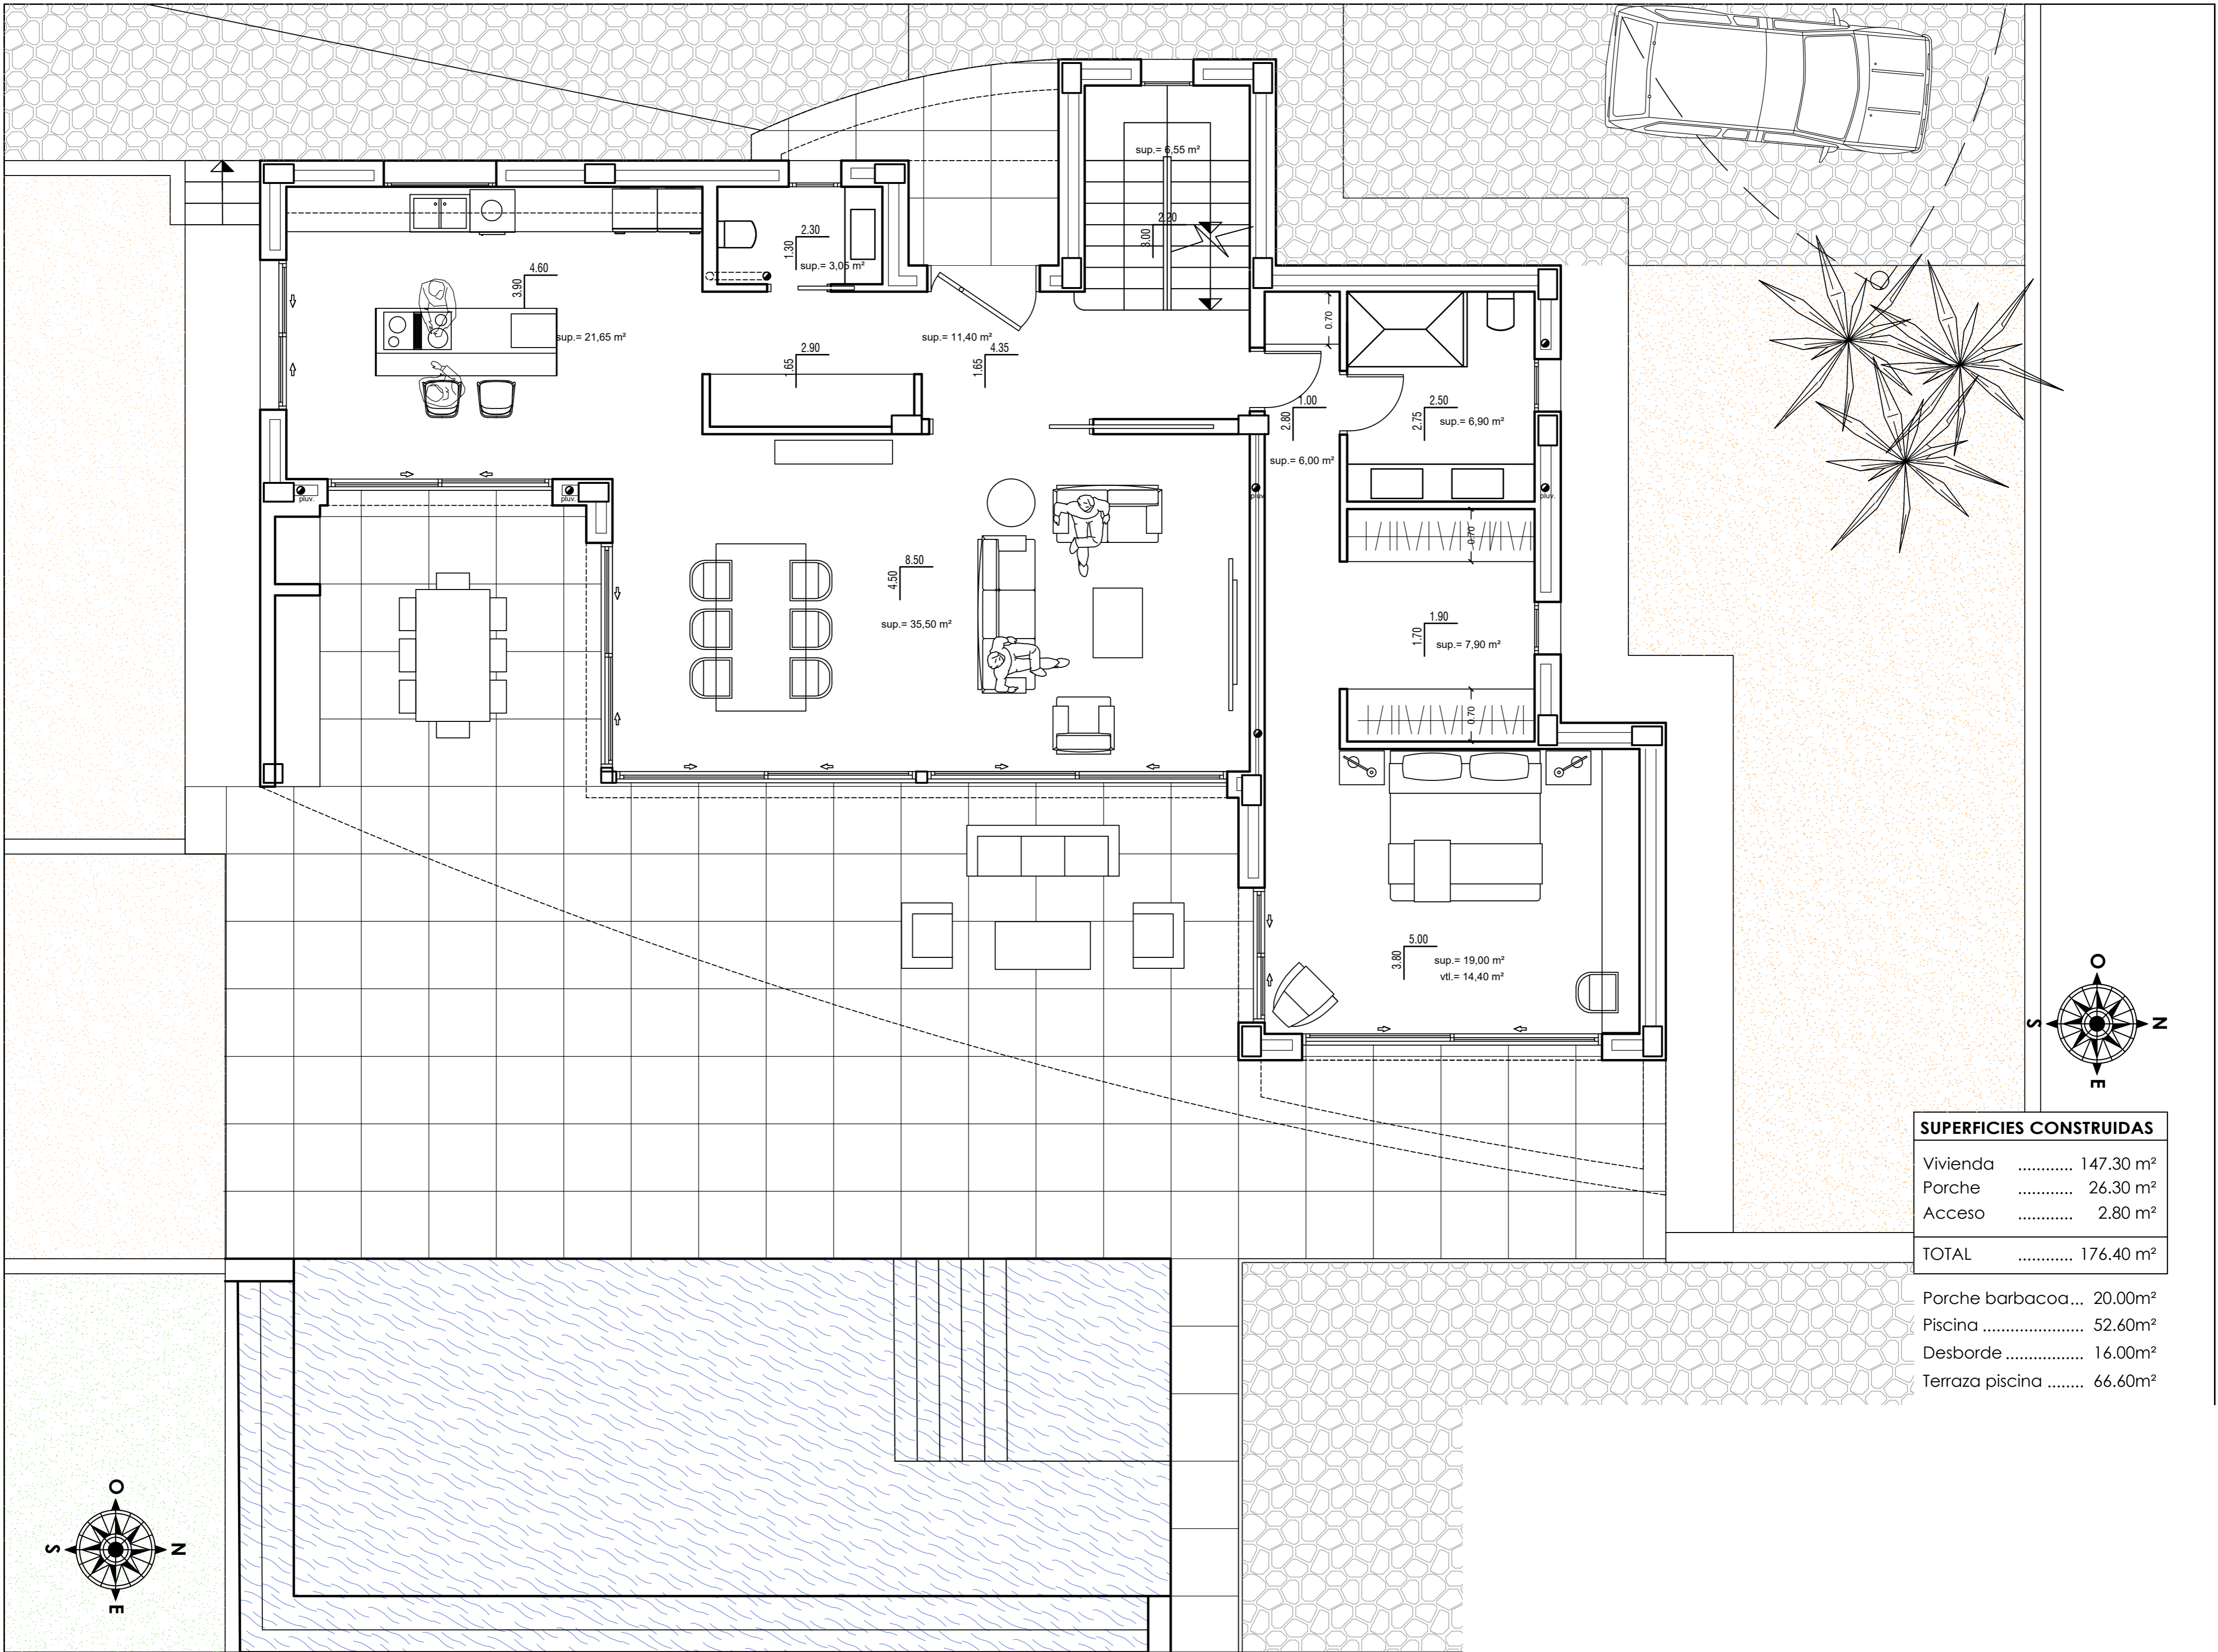 sup.= 6,55 m²
2.20
3.00
2.30
1.30
sup.= 3,05 m²
4.60
3.90
sup.= 21,65 m²
sup.= 11,40 m²
2.90
1.65
4.35
1.65
0.70
1.00
2.80
sup.= 6,00 m²
2.50
2.75
sup.= 6,90 m²
pluv.
pluv.
pluv.
pluv.
0.70
8.50
4.50
sup.= 35,50 m²
1.90
1.70
sup.= 7,90 m²
0.70
5.00
3.80
sup.= 19,00 m²
vtl.= 14,40 m²
O
S N
E
SUPERFICIES CONSTRUIDAS
Vivienda ............ 147.30 m²
Porche ............ 26.30 m²
Acceso ............ 2.80 m²
TOTAL ............ 176.40 m²
Porche barbacoa... 20.00m²
Piscina ...................... 52.60m²
Desborde ................. 16.00m²
Terraza piscina ........ 66.60m²
O
S N
E